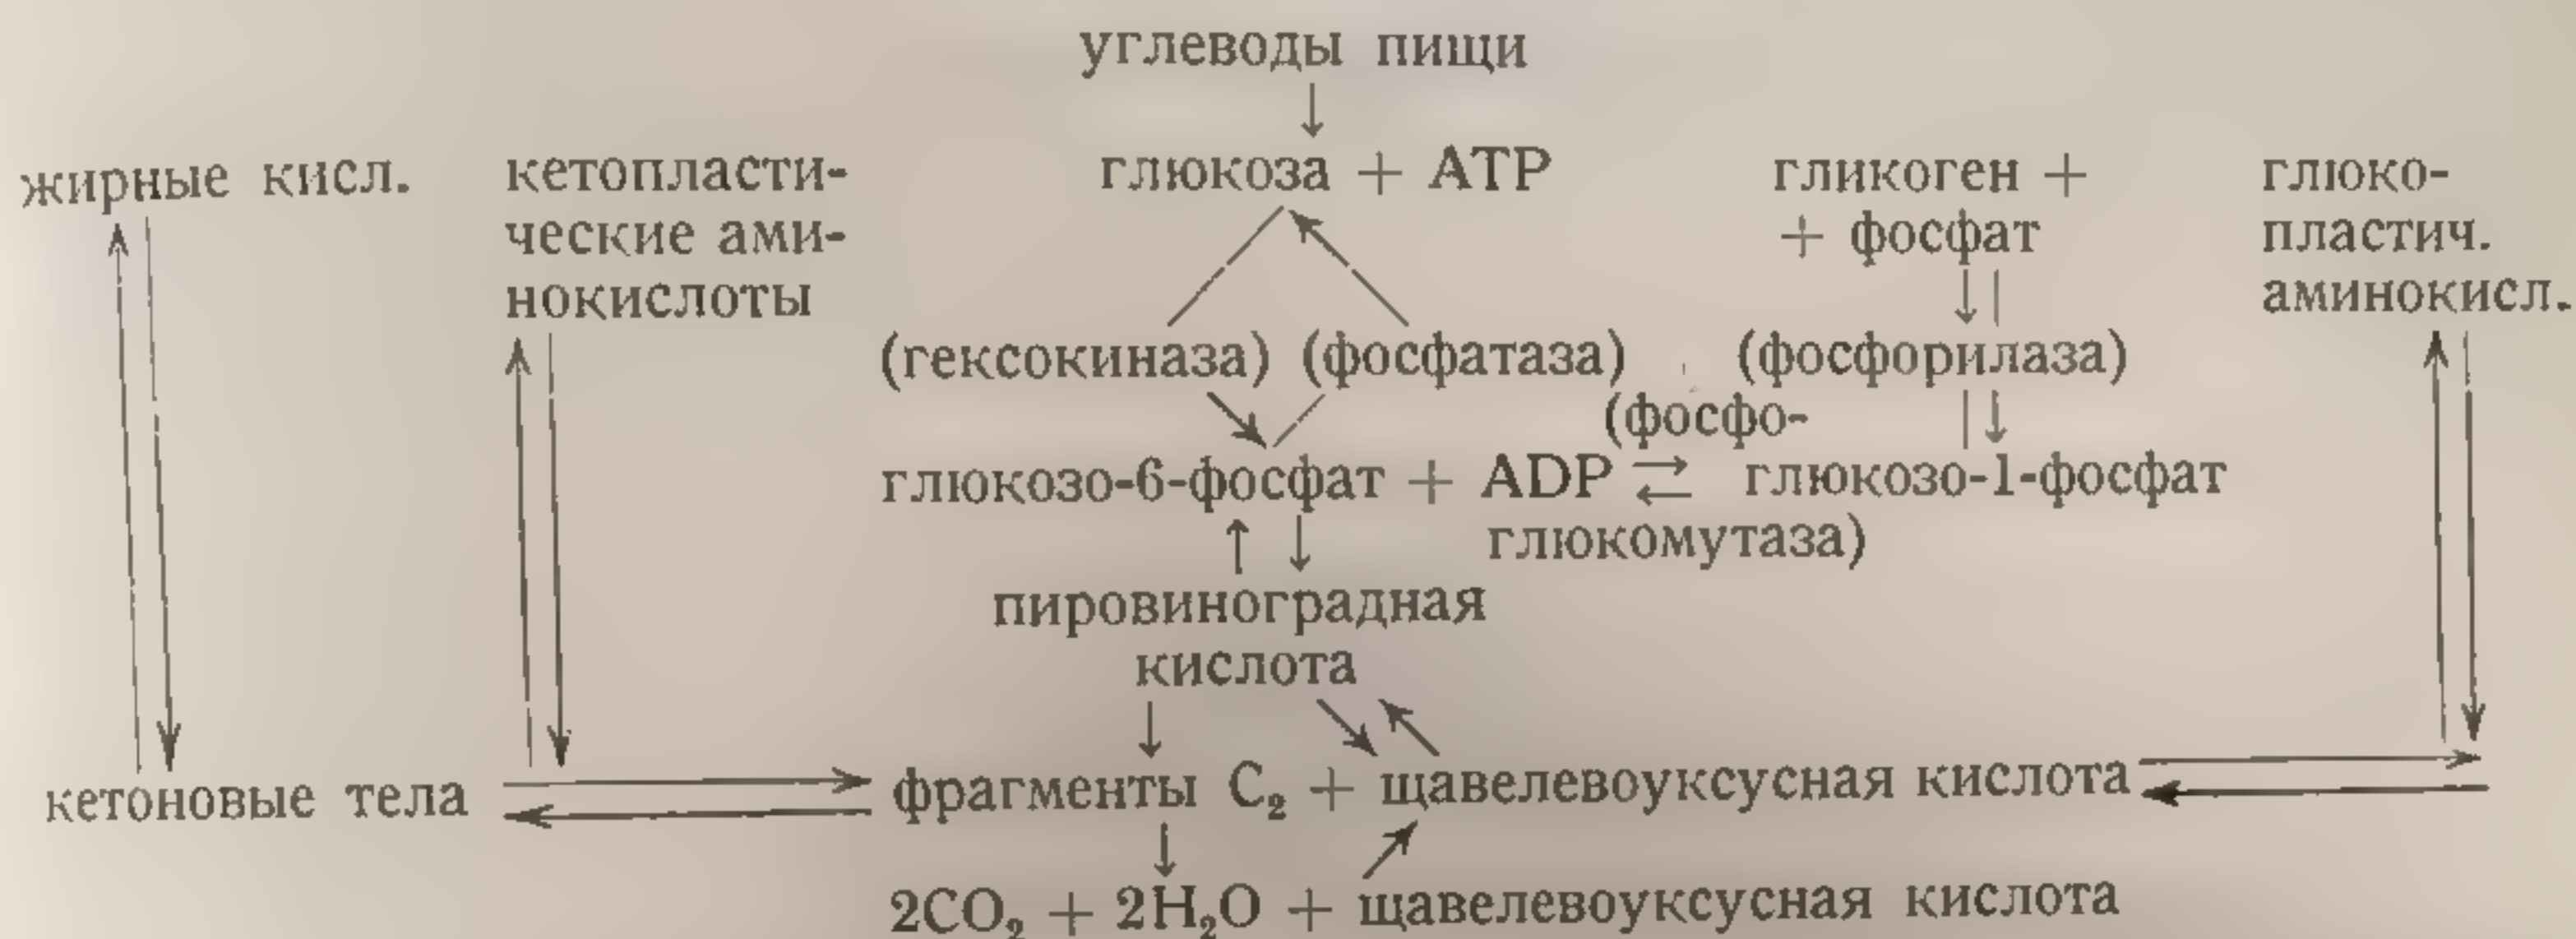 углеводы пищи
жирные кисл. кетопласти- глюкоза + ATP гликоген + глюко-
ческие ами- + фосфат пластич.
нокислоты аминокисл.
(гексокиназа) (фосфатаза) (фосфорилаза)
(фосфо-
глюкозо-6-фосфат + ADP ⇄ глюкозо-1-фосфат
глюкомутаза)
пировиноградная
кислота
кетоновые тела фрагменты C₂ + щавелевоуксусная кислота
2CO₂ + 2H₂O + щавелевоуксусная кислота